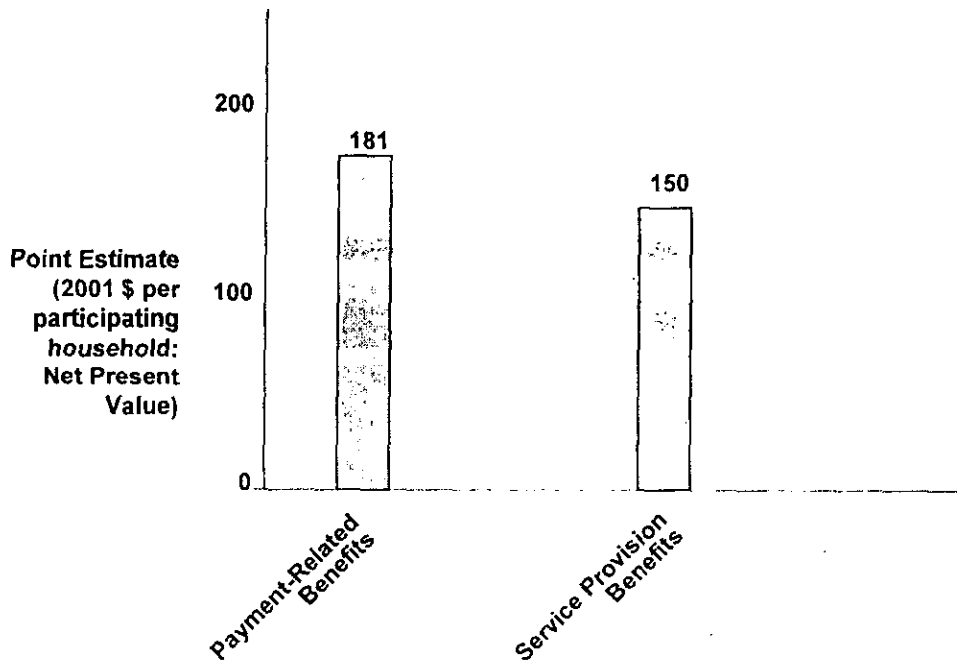 200
181
150
Point Estimate
(2001 $ per
participating
household:
Net Present
Value)
100
0
Payment-Related
Benefits
Service Provision
Benefits